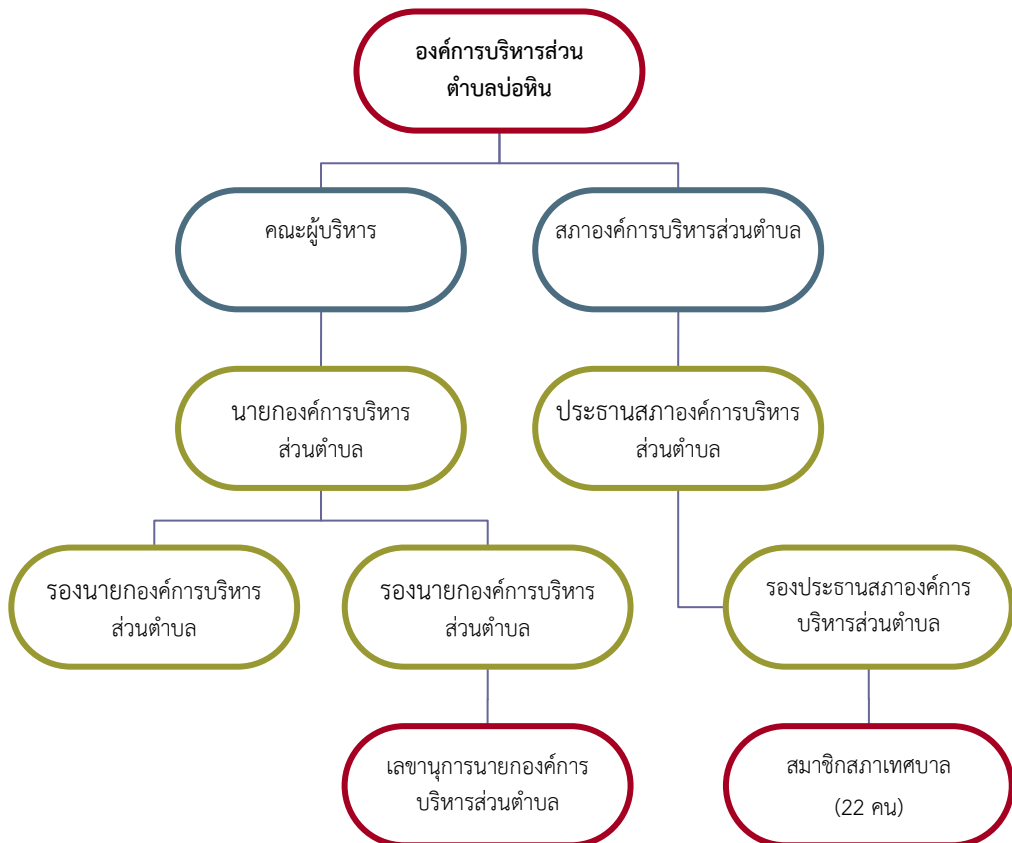 องค์การบริหารส่วน
ตำบลบ่อหิน
คณะผู้บริหาร
สภาองค์การบริหารส่วนตำบล
นายกองค์การบริหาร
ส่วนตำบล
ประธานสภาองค์การบริหาร
ส่วนตำบล
รองนายกองค์การบริหาร
ส่วนตำบล
รองนายกองค์การบริหาร
ส่วนตำบล
รองประธานสภาองค์การ
บริหารส่วนตำบล
เลขานุการนายกองค์การ
บริหารส่วนตำบล
สมาชิกสภาเทศบาล
(22 คน)